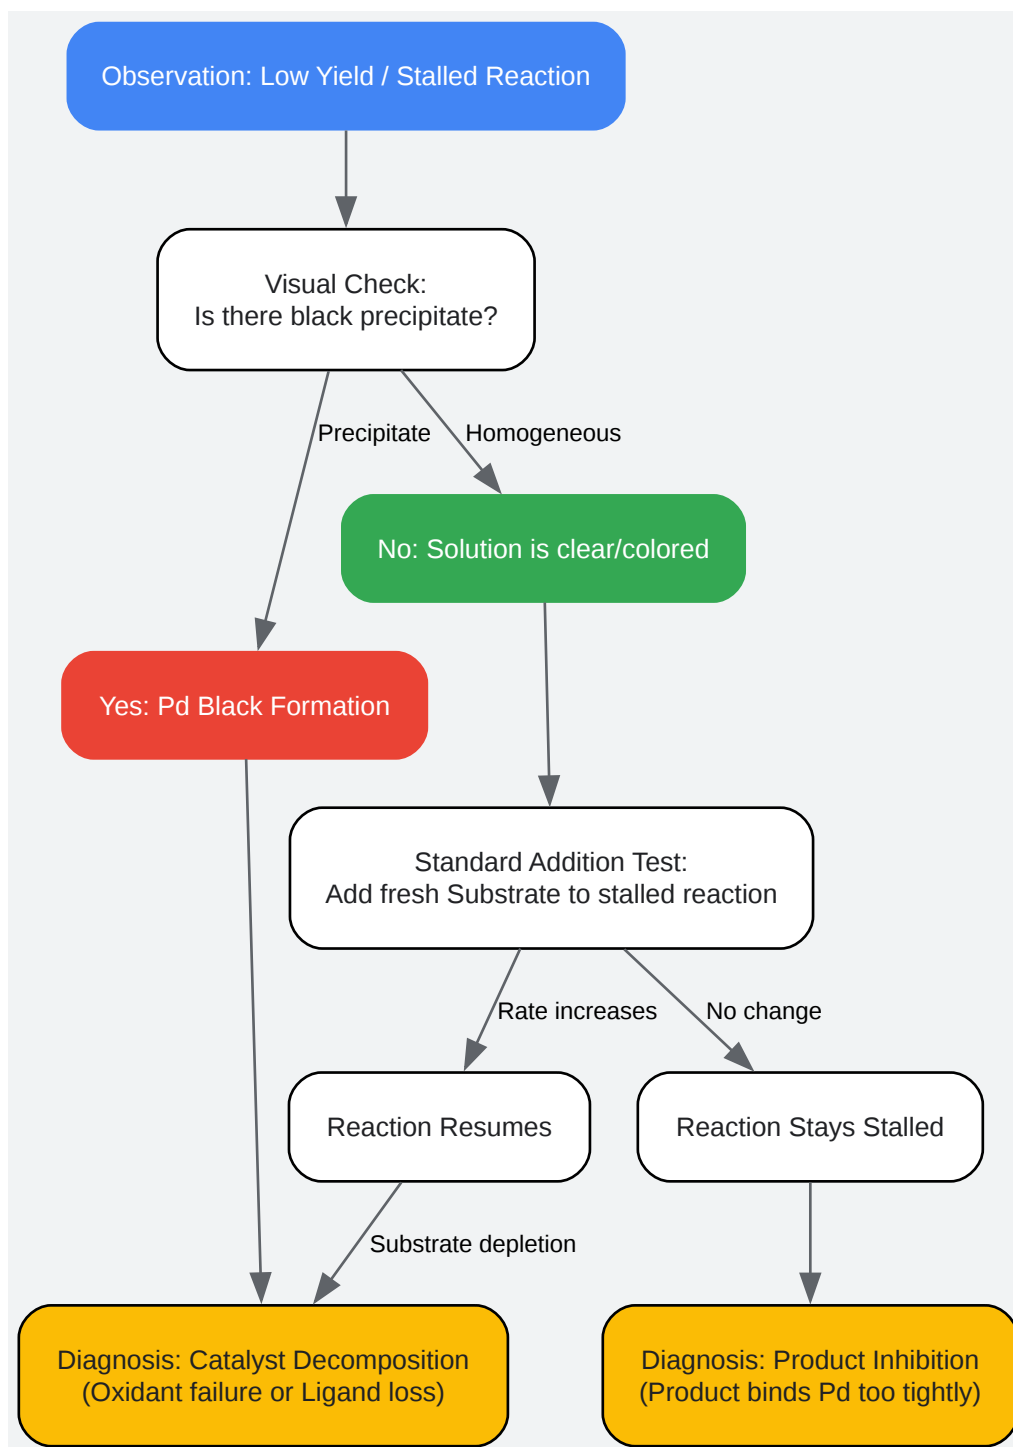 Observation: Low Yield / Stalled Reaction
Visual Check:
Is there black precipitate?
Precipitate
Homogeneous
No: Solution is clear/colored
Yes: Pd Black Formation
Standard Addition Test:
Add fresh Substrate to stalled reaction
Rate increases
No change
Reaction Resumes
Reaction Stays Stalled
Substrate depletion
Diagnosis: Catalyst Decomposition
(Oxidant failure or Ligand loss)
Diagnosis: Product Inhibition
(Product binds Pd too tightly)